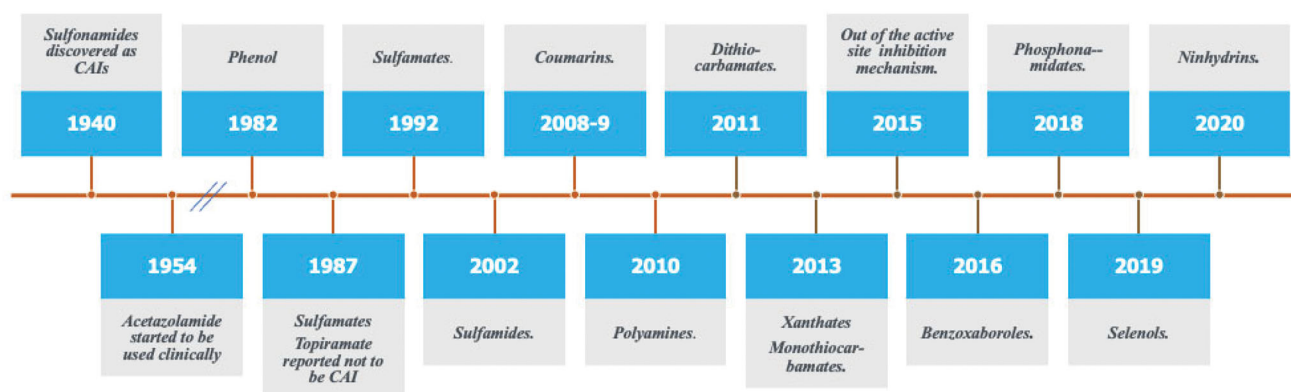 Sulfonamides
discovered as
CAIs
1940
Phenol
1982
Sulfamates.
1992
Coumarins.
2008-9
Dithio-
carbamates.
2011
Out of the active
site inhibition
mechanism.
2015
Phosphona--
midates.
2018
Ninhydrins.
2020
1954
Acetazolamide
started to be
used clinically
1987
Sulfamates
Topiramate
reported not to
be CAI
2002
Sulfamides.
2010
Polyamines.
2013
Xanthates
Monothiocar-
bamates.
2016
Benzoxaboroles.
2019
Selenols.